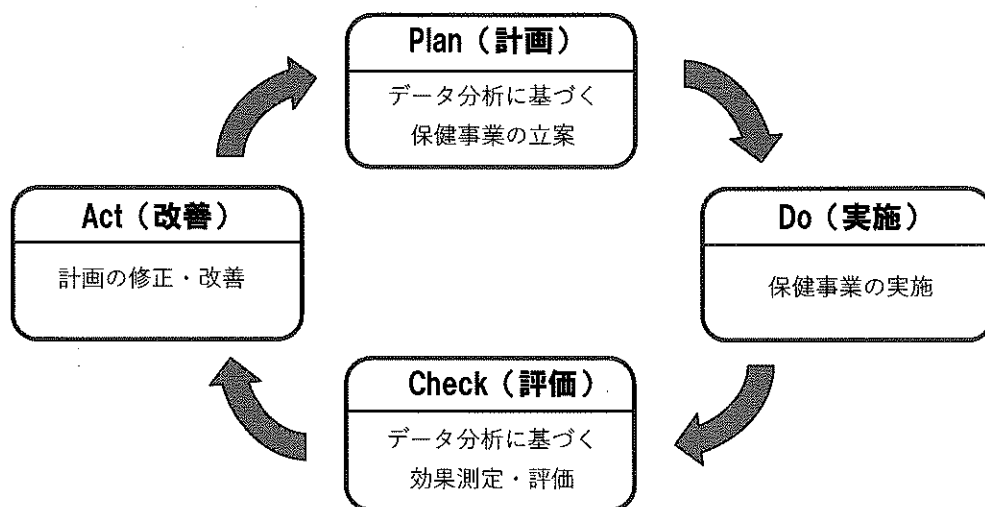 Plan（計画）
データ分析に基づく
保健事業の立案
Act（改善）
計画の修正・改善
Do（実施）
保健事業の実施
Check（評価）
データ分析に基づく
効果測定・評価